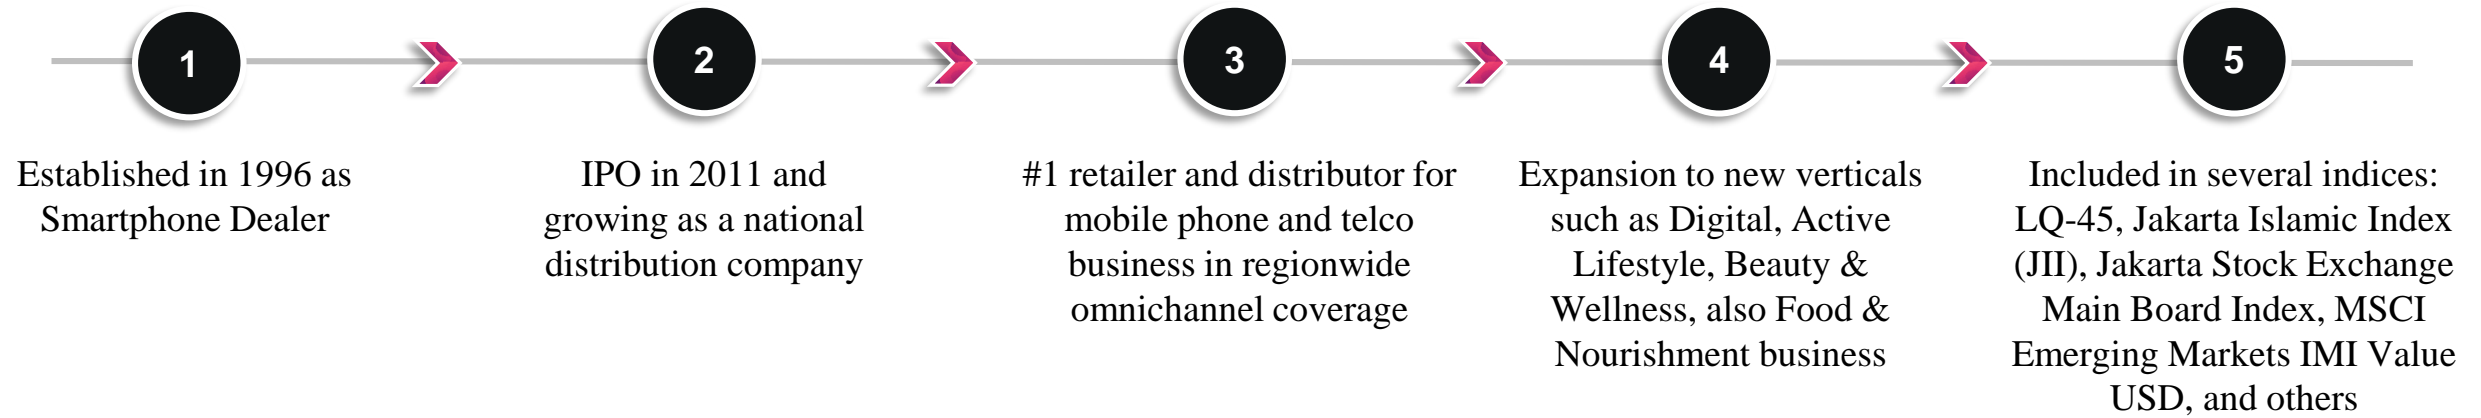 1
Established in 1996 as
Smartphone Dealer
2
IPO in 2011 and
growing as a national
distribution company
3
#1 retailer and distributor for
mobile phone and telco
business in regionwide
omnichannel coverage
4
Expansion to new verticals
such as Digital, Active
Lifestyle, Beauty &
Wellness, also Food &
Nourishment business
5
Included in several indices:
LQ-45, Jakarta Islamic Index
(JII), Jakarta Stock Exchange
Main Board Index, MSCI
Emerging Markets IMI Value
USD, and others